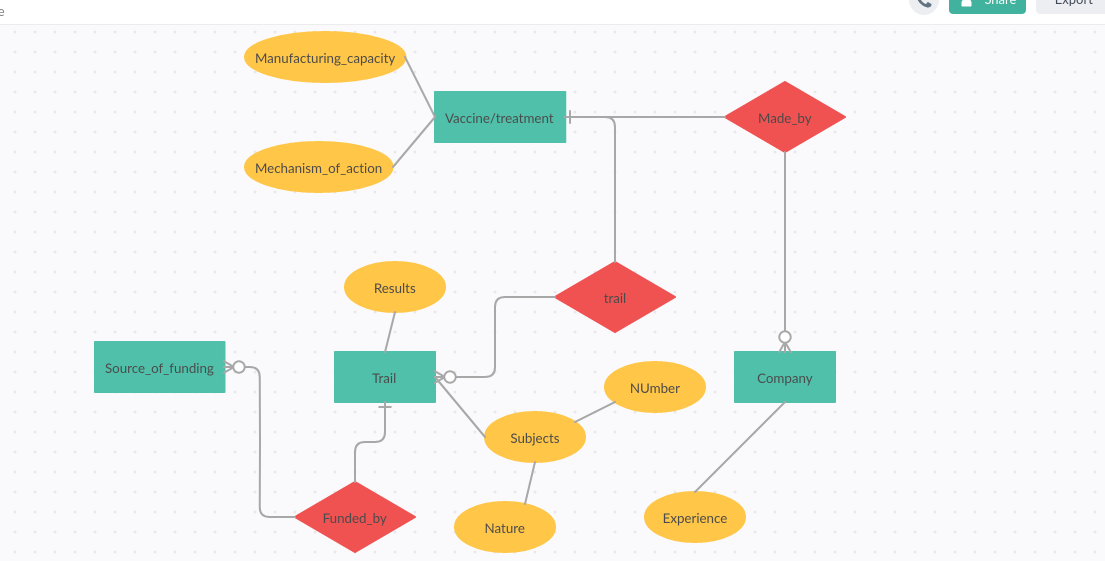 e
Share
Export
Manufacturing_capacity
Vaccine/treatment
Made_by
Mechanism_of_action
Results
trail
Source_of_funding
Trail
NUmber
Company
Subjects
Funded_by
Nature
Experience